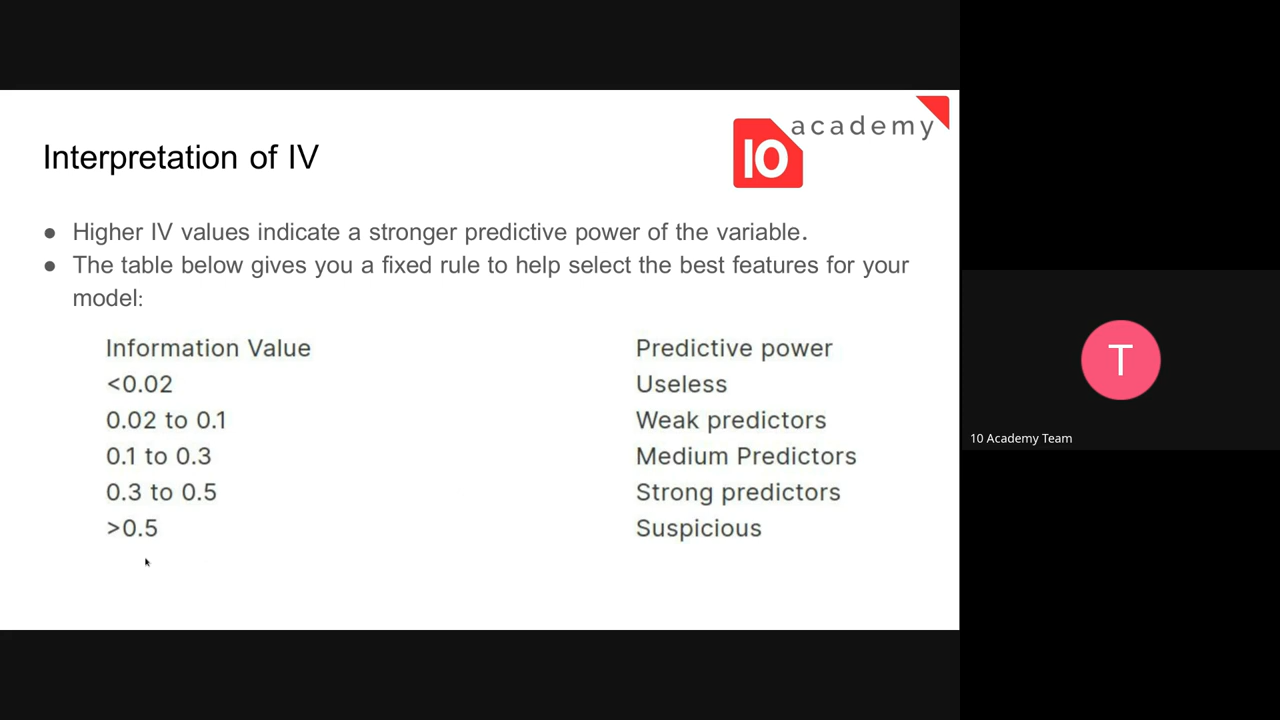 10 academy
Interpretation of IV
● Higher IV values indicate a stronger predictive power of the variable.
● The table below gives you a fixed rule to help select the best features for your
model:
Information Value Predictive power
<0.02 Useless
0.02 to 0.1 Weak predictors
0.1 to 0.3 Medium Predictors
0.3 to 0.5 Strong predictors
>0.5 Suspicious
T
10 Academy Team